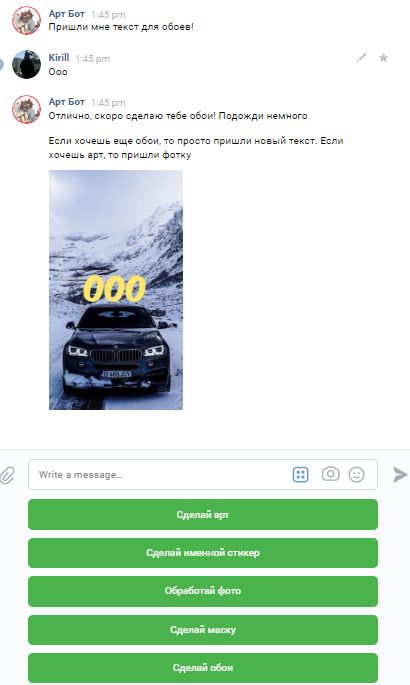 Арт Бот 1:45 pm
Пришли мне текст для обоев!
Kirill 1:45 pm
Ооо
Арт Бот 1:45 pm
Отлично, скоро сделаю тебе обои! Подожди немного
Если хочешь еще обои, то просто пришли новый текст. Если
хочешь арт, то пришли фотку
ООО
Write a message...
Сделай арт
Сделай именной стикер
Обработай фото
Сделай маску
Сделай обои